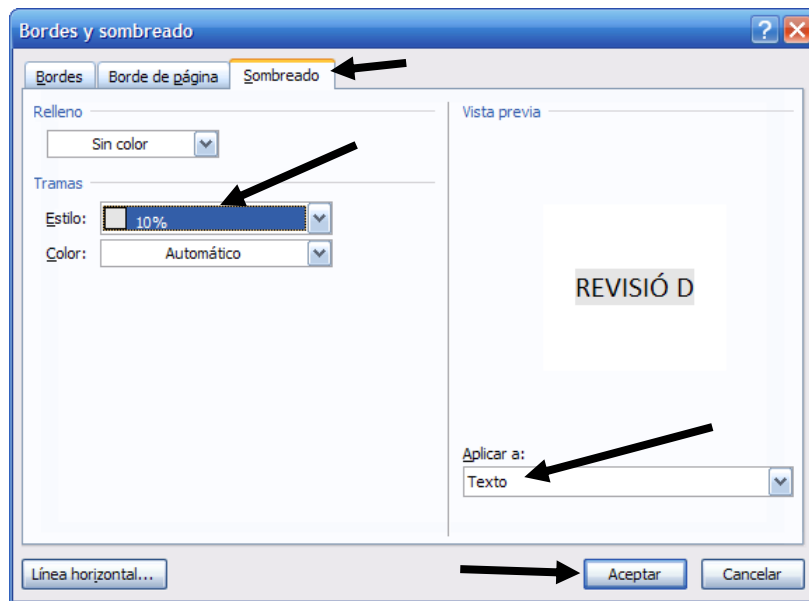 Bordes y sombreado
Bordes Borde de página Sombreado
Relleno
Sin color
Tramas
Estilo: 10%
Color: Automático
Vista previa
REVISIÓ D
Aplicar a:
Texto
Línea horizontal... Aceptar Cancelar